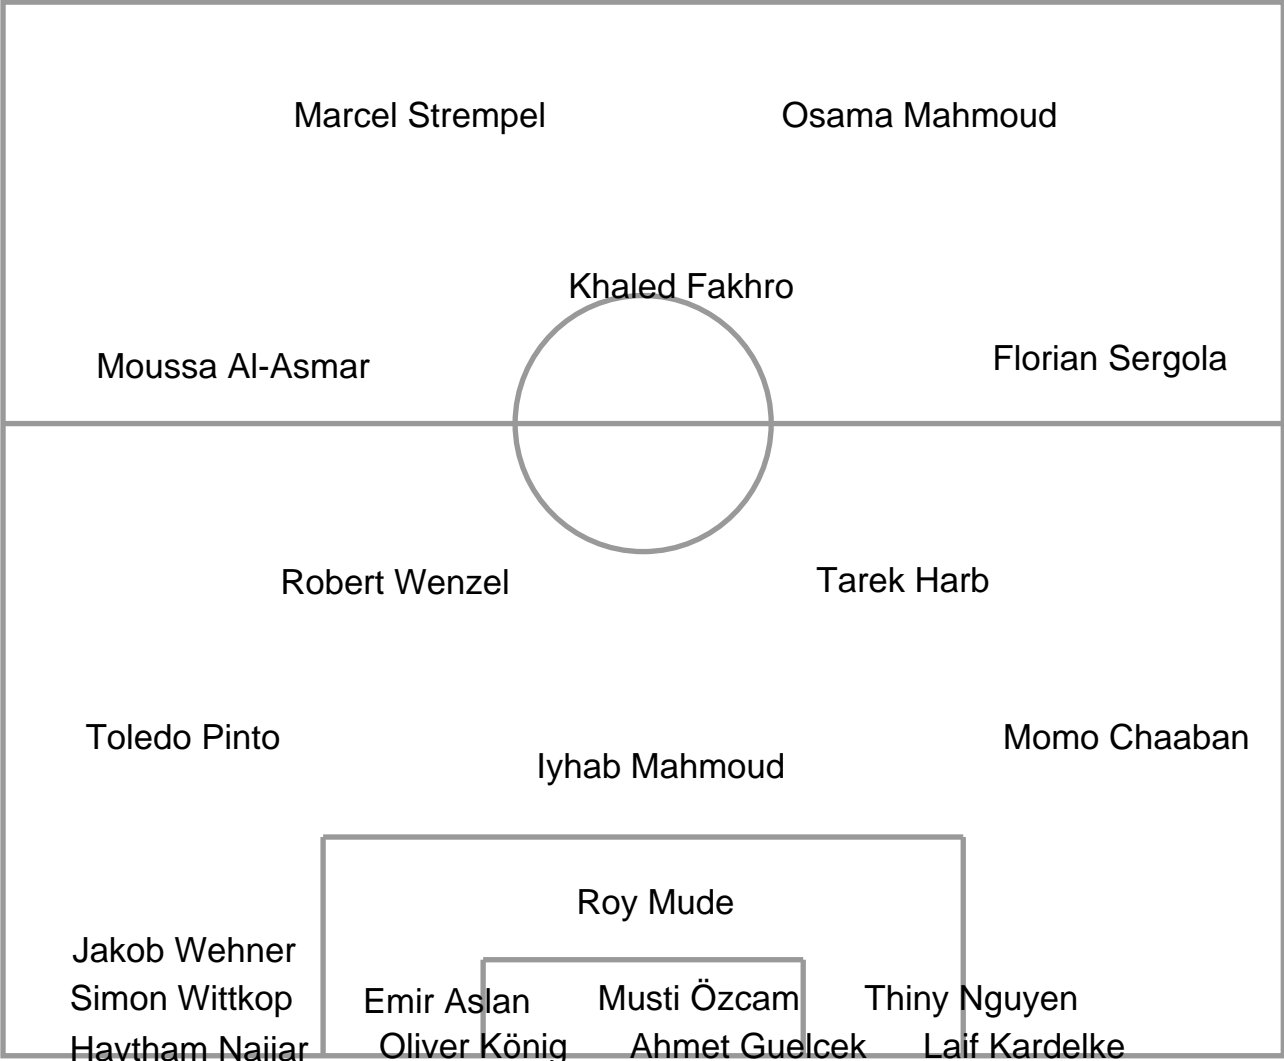 Marcel Strempel
Osama Mahmoud
Khaled Fakhro
Moussa Al-Asmar
Florian Sergola
Robert Wenzel
Tarek Harb
Toledo Pinto
Momo Chaaban
Iyhab Mahmoud
Roy Mude
Jakob Wehner
Simon Wittkop
Emir Aslan
Musti Özcam
Thiny Nguyen
Haytham Najjar
Oliver König
Ahmet Guelcek
Laif Kardelke